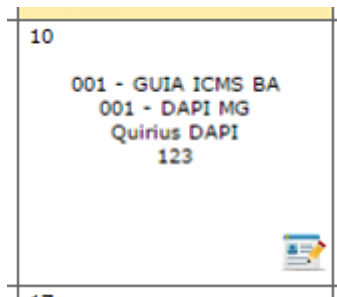 10
001 - GUIA ICMS BA
001 - DAPI MG
Quirius DAPI
123